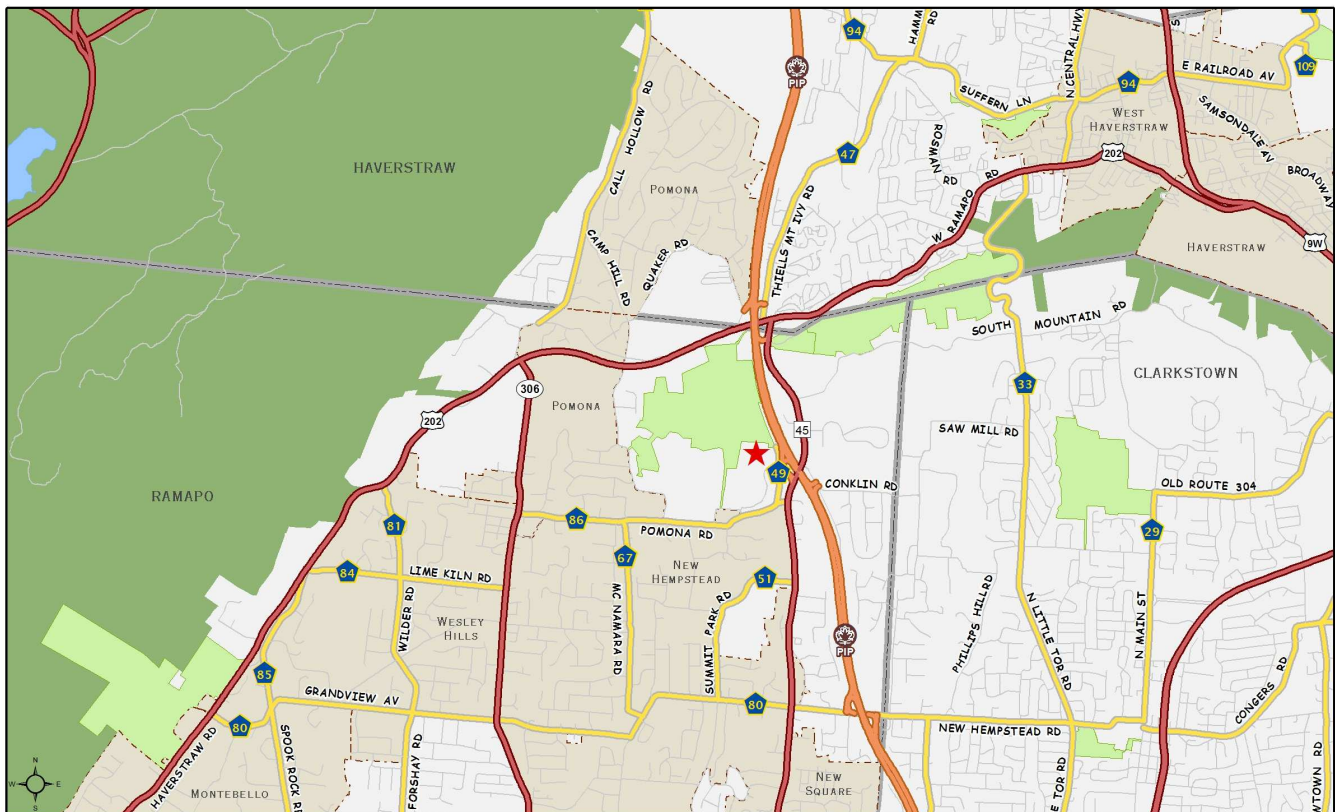 94
HAMM
RD
N CENTRAL HWY
S
109
E RAILROAD AV
94
PIP
SUFFERN LN
WEST
HAVERSTRAW
SAMSONDALE AV
CALL HOLLOW RD
ROSMAN RD
47
202
HAVERSTRAW
POMONA
BROADWAY
THIELLS MT IVY RD
W RAMAPO RD
CAMP HILL RD
QUAKER RD
HAVERSTRAW
9W
SOUTH MOUNTAIN RD
CLARKSTOWN
306
33
POMONA
202
45
SAW MILL RD
49
CONKLIN RD
OLD ROUTE 304
RAMAPO
81
86
POMONA RD
29
67
NEW
HEMPSTEAD
51
84
LIME KILN RD
WILDER RD
MC NAMARA RD
SUMMIT PARK RD
PHILLIPS HILL RD
N LITTLE TOR RD
N MAIN ST
WESLEY
HILLS
PIP
85
GRANDVIEW AV
80
80
NEW HEMPSTEAD RD
CONGERS RD
HAVERSTRAW RD
SPOOK ROCK RD
FORSHAY RD
NEW
SQUARE
E TOR RD
WTOWN RD
MONTEBELLO
N
W
E
S